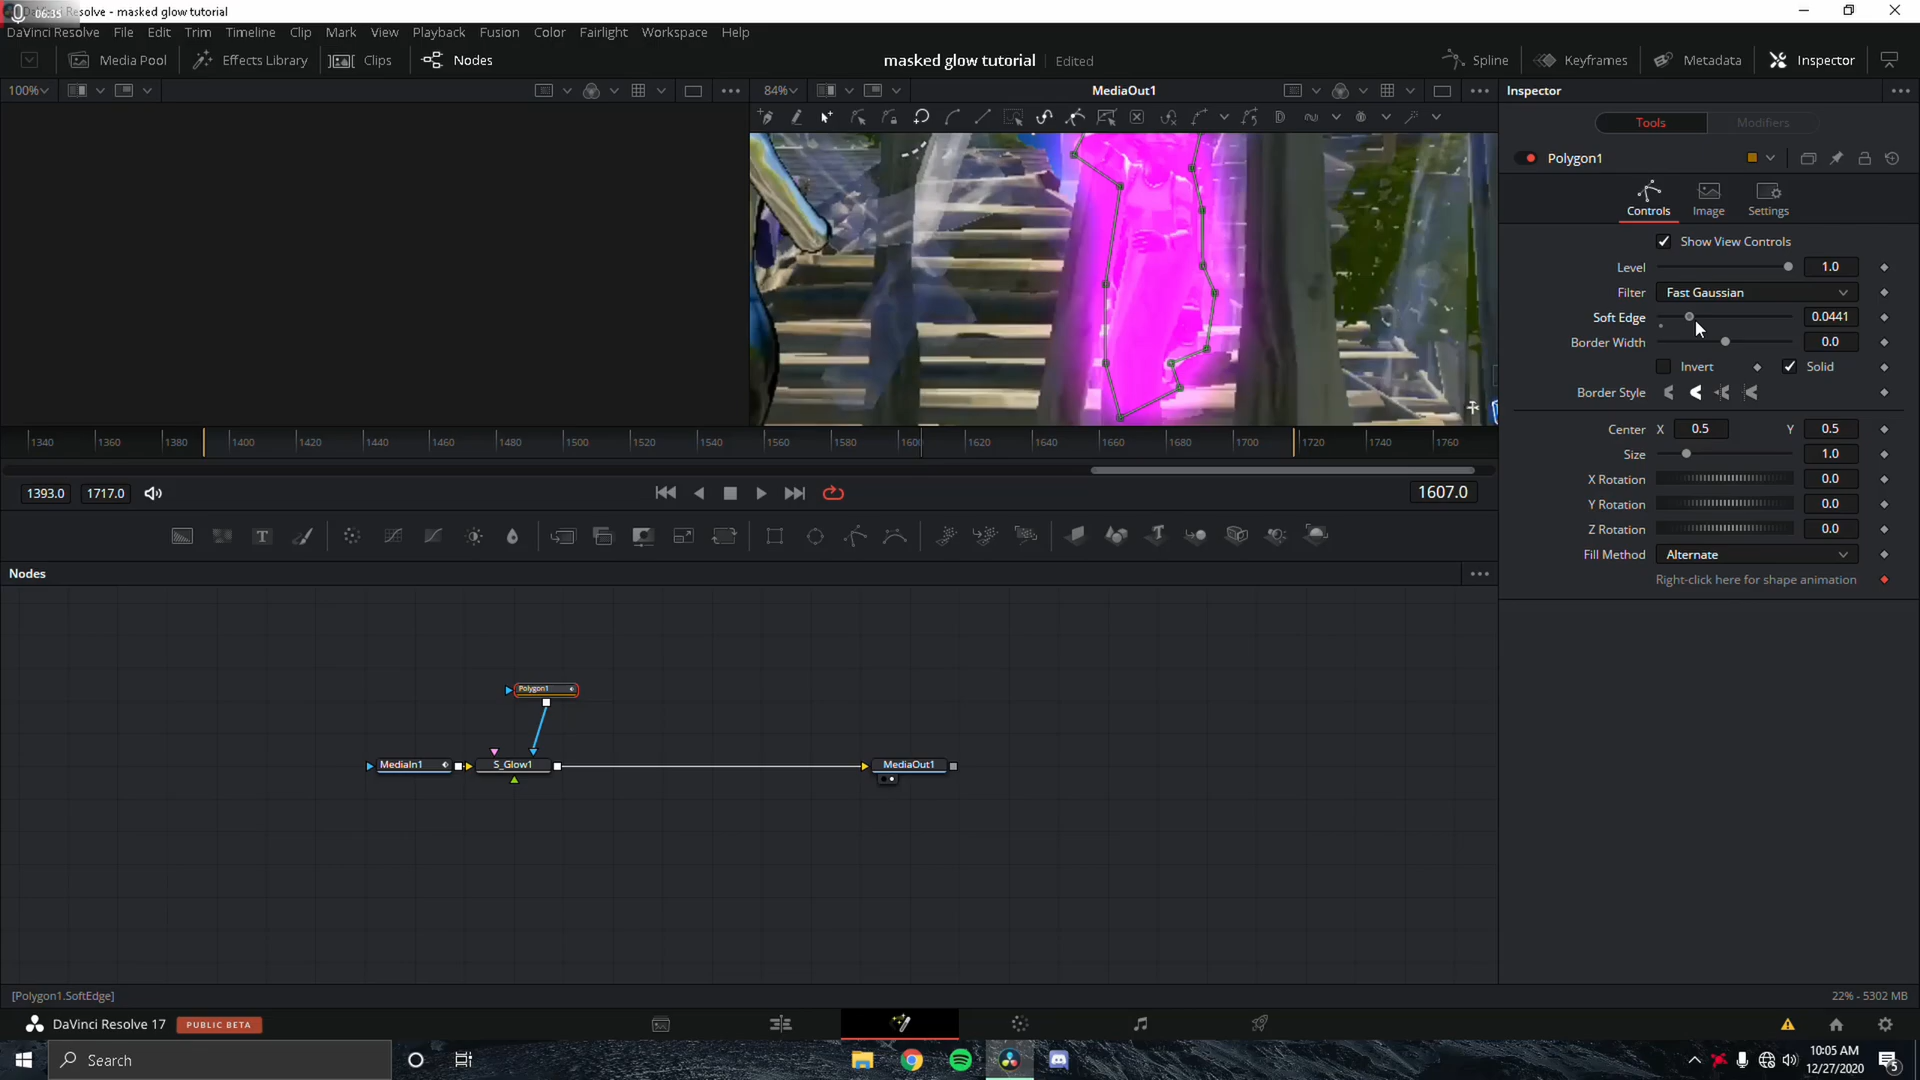 06:35
DaVinci Resolve - masked glow tutorial
DaVinci Resolve File Edit Trim Timeline Clip Mark View Playback Fusion Color Fairlight Workspace Help
Media Pool Effects Library Clips Nodes masked glow tutorial Edited Spline Keyframes Metadata Inspector
100% 84% MediaOut1 Inspector
Tools Modifiers
Polygon1
Controls Image Settings
Show View Controls
Level 1.0
Filter Fast Gaussian
Soft Edge 0.0441
Border Width 0.0
Invert Solid
Border Style
Center X 0.5 Y 0.5
Size 1.0
X Rotation 0.0
Y Rotation 0.0
Z Rotation 0.0
Fill Method Alternate
Right-click here for shape animation
1340 1360 1380 1400 1420 1440 1460 1480 1500 1520 1540 1560 1580 1600 1620 1640 1660 1680 1700 1720 1740 1760
1393.0 1717.0 1607.0
Nodes
Polygon1
MediaIn1 S_Glow1 MediaOut1
[Polygon1.SoftEdge] 22% - 5302 MB
DaVinci Resolve 17 PUBLIC BETA
Search
10:05 AM
12/27/2020
5